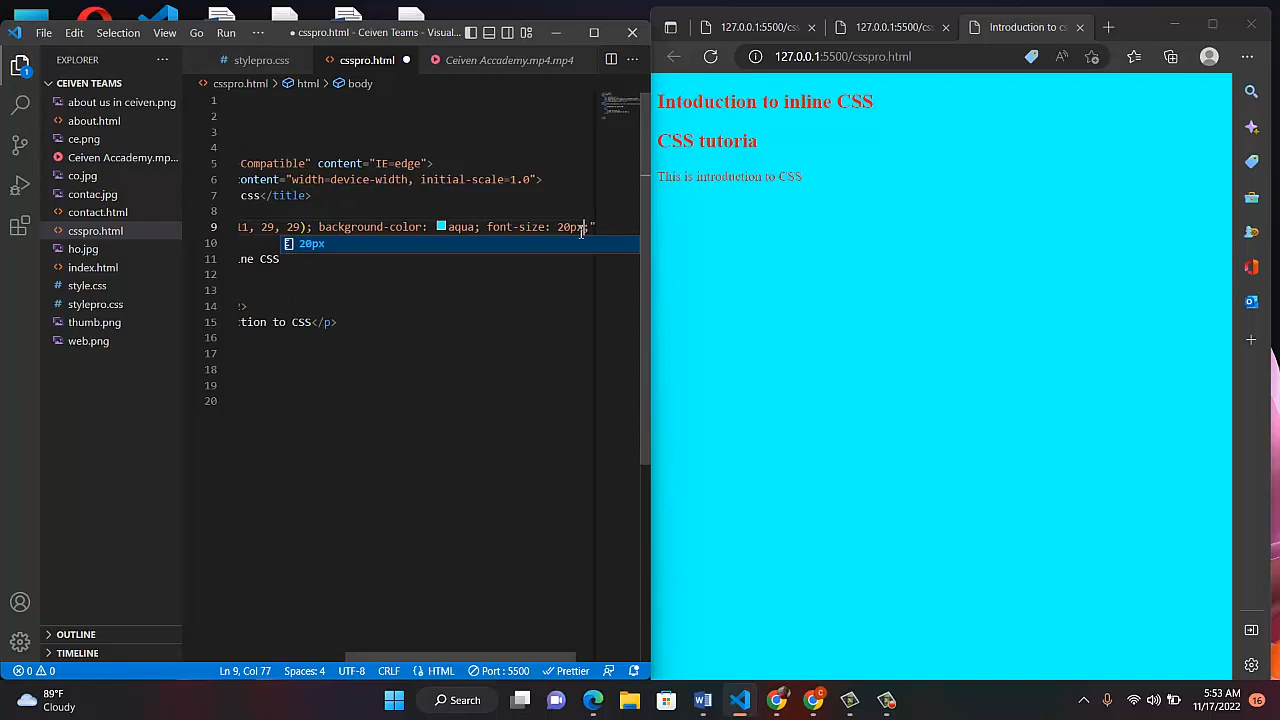 File Edit Selection View Go Run ··· ● csspro.html - Ceiven Teams - Visual...
EXPLORER ···
CEIVEN TEAMS
about us in ceiven.png
about.html
ce.png
Ceiven Accademy.mp...
co.jpg
contac.jpg
contact.html
csspro.html
ho.jpg
index.html
style.css
stylepro.css
thumb.png
web.png
OUTLINE
TIMELINE
stylepro.css csspro.html ● Ceiven Accademy.mp4.mp4 ···
csspro.html > html > body
1
2
3
4
5 Compatible" content="IE=edge">
6 content="width=device-width, initial-scale=1.0">
7 css</title>
8
9 29, 29); background-color: aqua; font-size: 20px;"
20px
10
11 ne CSS
12
13
14 >
15 tion to CSS</p>
16
17
18
19
20
0 0 Ln 9, Col 77 Spaces: 4 UTF-8 CRLF {} HTML Port : 5500 Prettier
127.0.0.1:5500/css 127.0.0.1:5500/css Introduction to cs
127.0.0.1:5500/csspro.html
Intoduction to inline CSS
CSS tutoria
This is introduction to CSS
1
89°F
Cloudy
Search
5:53 AM
11/17/2022
16